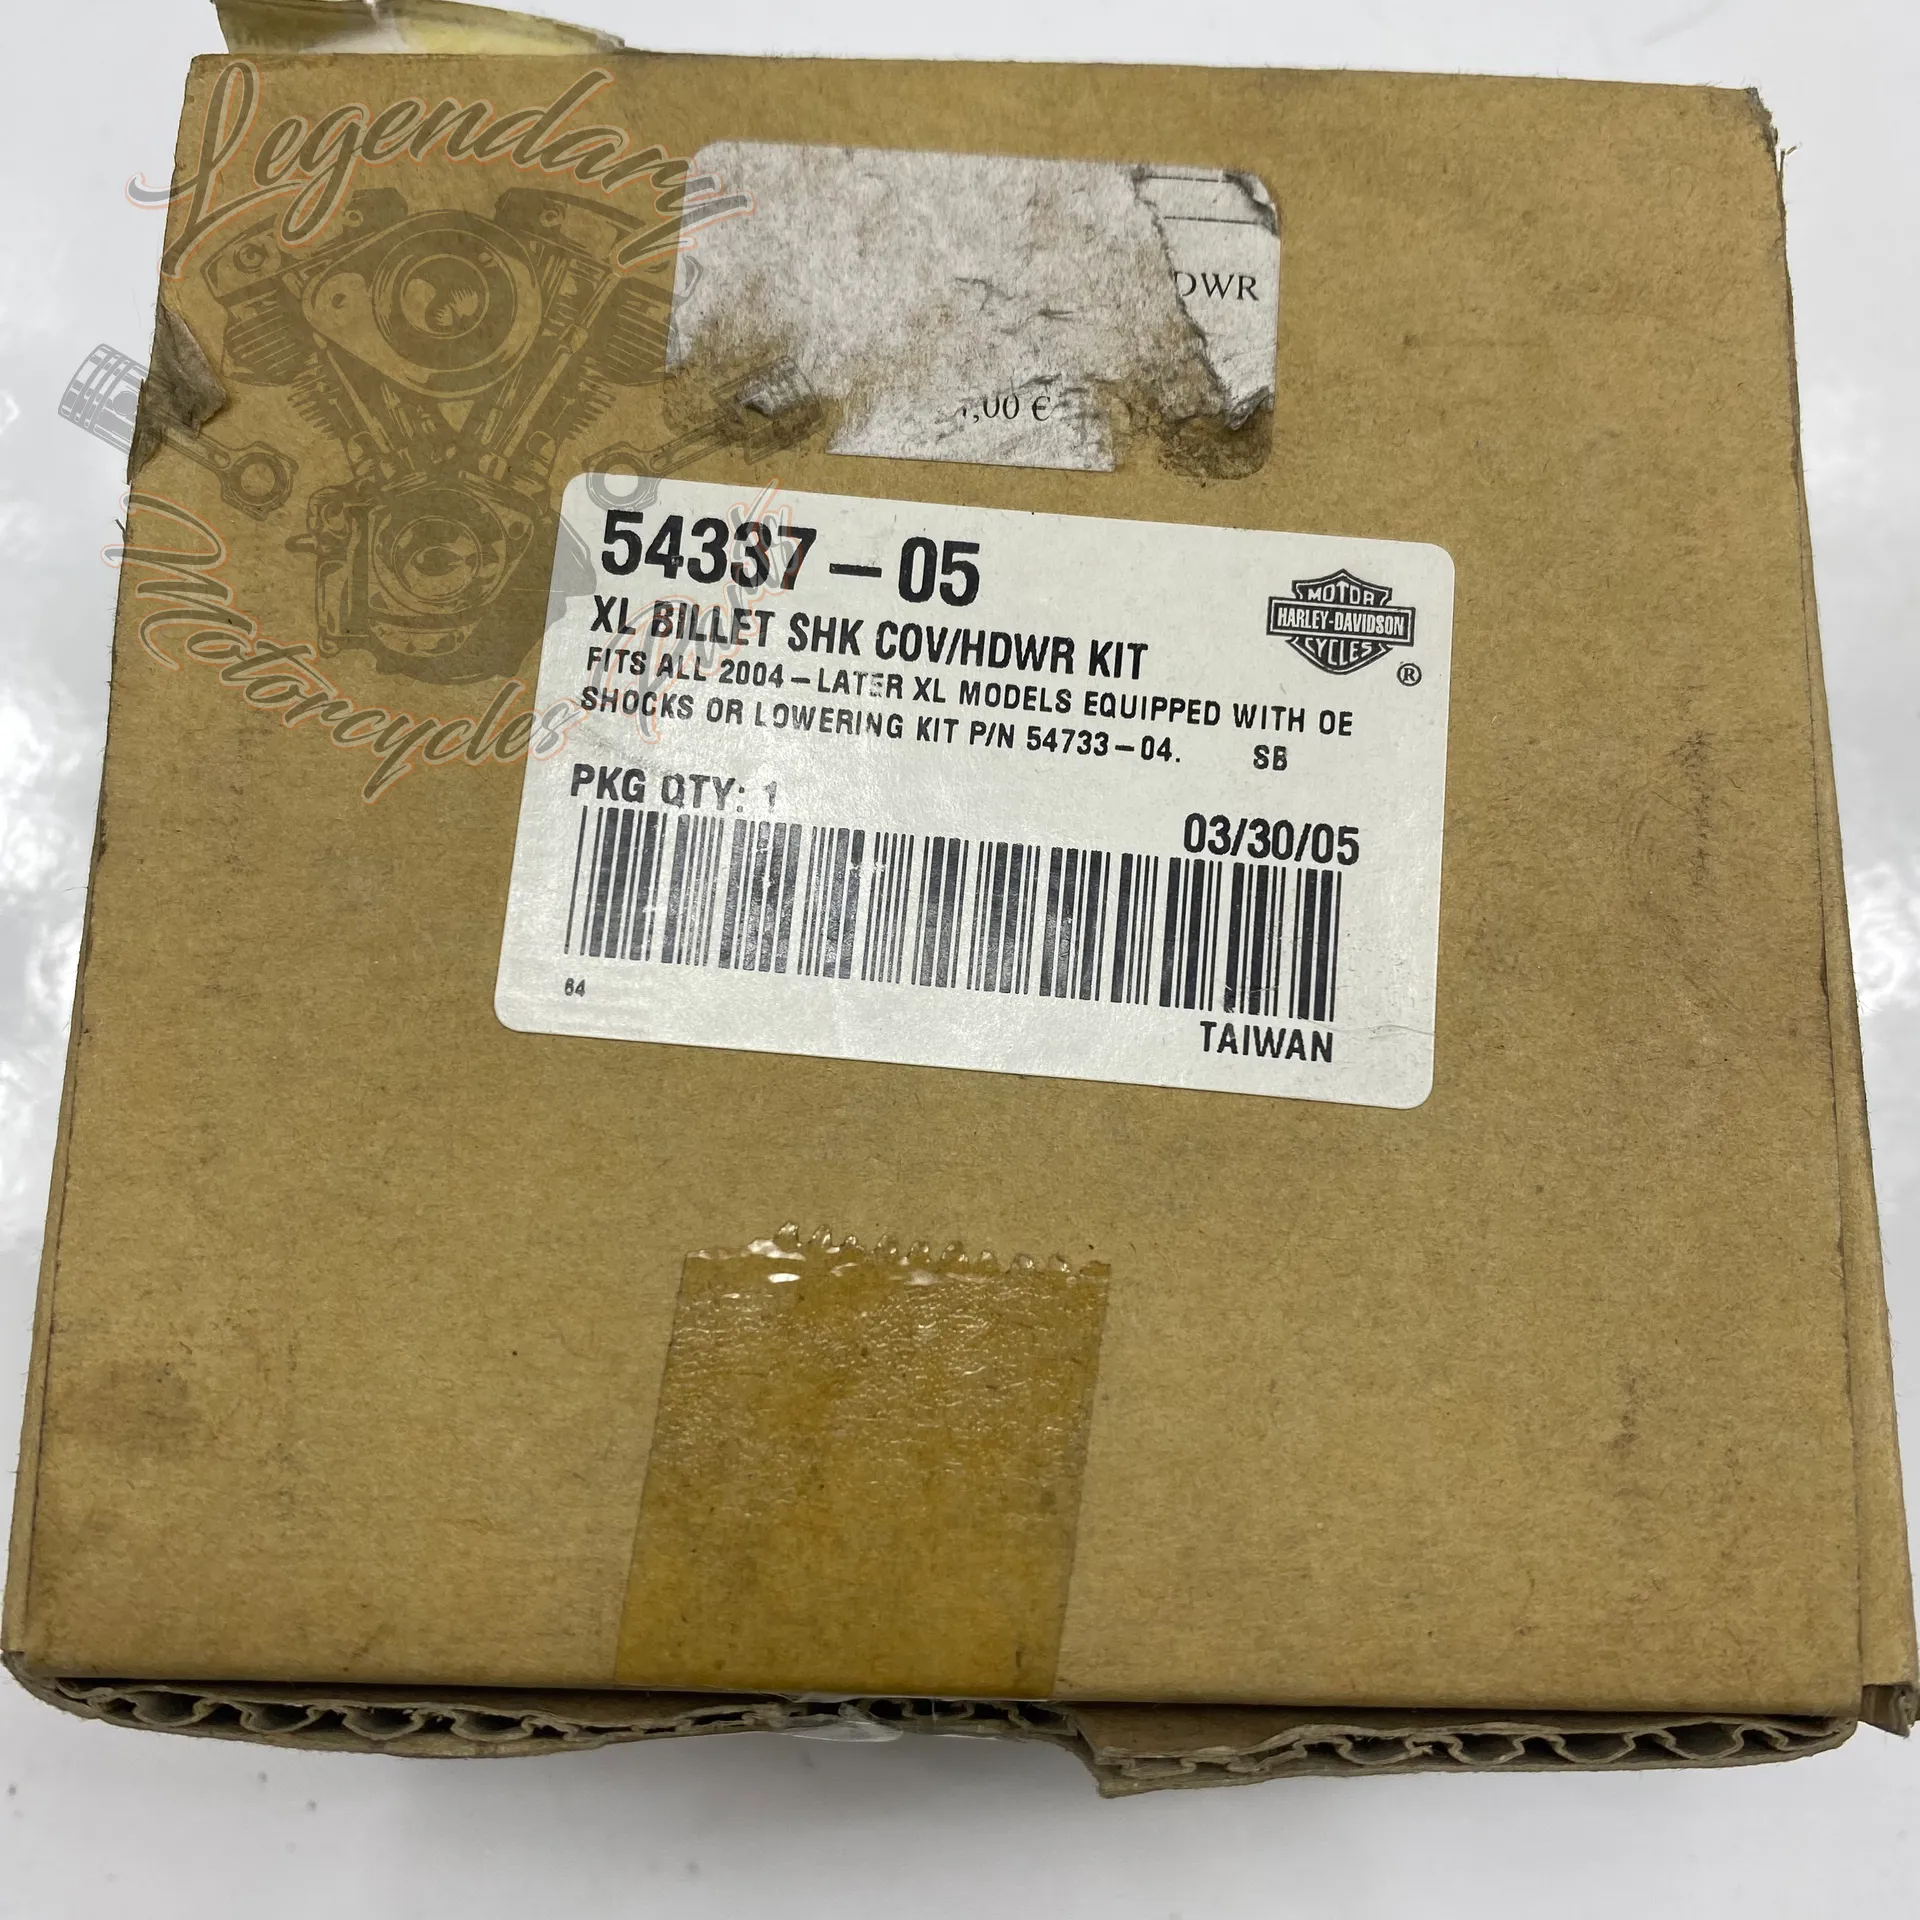 Legendary
Motorcycles Parts
DWR
,00 €
54337-05
XL BILLET SHK COV/HDWR KIT
FITS ALL 2004-LATER XL MODELS EQUIPPED WITH OE
SHOCKS OR LOWERING KIT P/N 54733-04. SB
MOTOR
HARLEY-DAVIDSON
CYCLES
®
PKG QTY: 1
03/30/05
64
TAIWAN